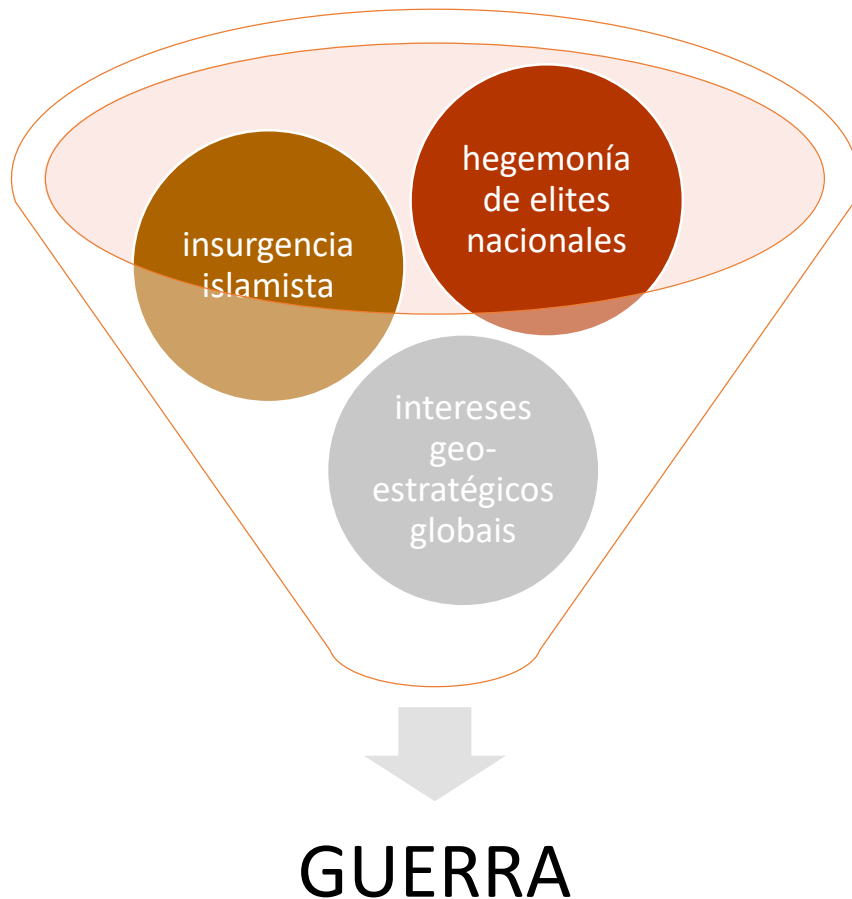 insurgencia
islamista
hegemonía
de elites
nacionales
intereses
geo-
estratégicos
globais
GUERRA